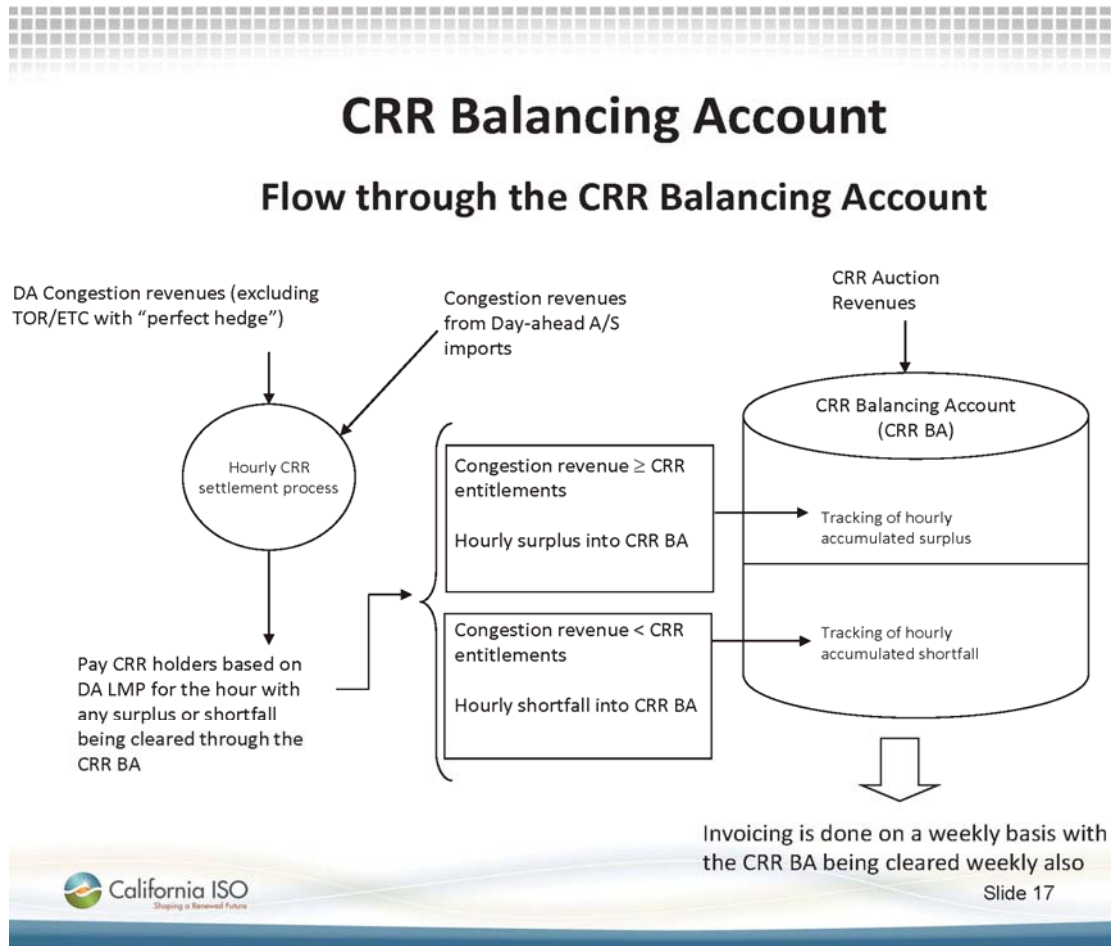 CRR Balancing Account
Flow through the CRR Balancing Account
DA Congestion revenues (excluding
TOR/ETC with “perfect hedge”)
Congestion revenues
from Day-ahead A/S
imports
CRR Auction
Revenues
Hourly CRR
settlement process
Pay CRR holders based on
DA LMP for the hour with
any surplus or shortfall
being cleared through the
CRR BA
Congestion revenue ≥ CRR
entitlements
Hourly surplus into CRR BA
Congestion revenue < CRR
entitlements
Hourly shortfall into CRR BA
CRR Balancing Account
(CRR BA)
Tracking of hourly
accumulated surplus
Tracking of hourly
accumulated shortfall
Invoicing is done on a weekly basis with
the CRR BA being cleared weekly also
California ISO
Shaping a Renewed Future
Slide 17